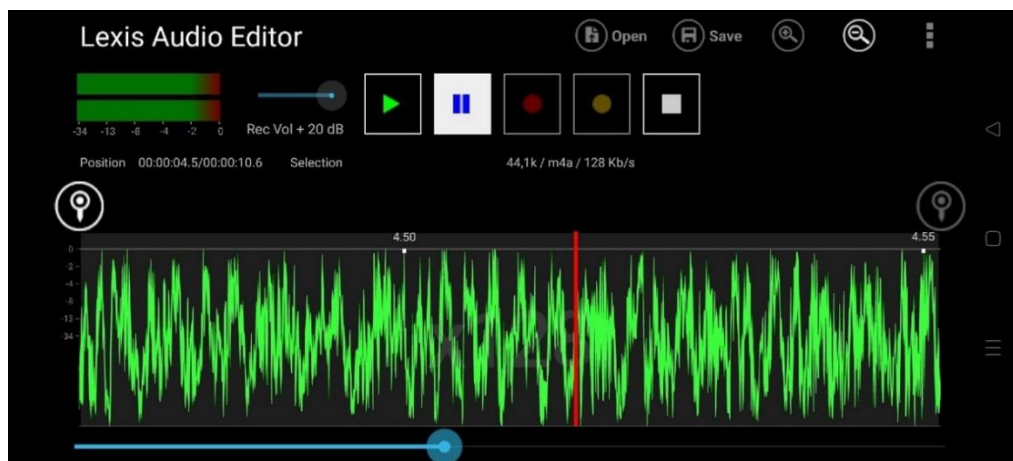 Lexis Audio Editor
Open
Save
-34 -13 -8 -4 -2 0
Rec Vol + 20 dB
Position 00:00:04.5/00:00:10.6 Selection 44,1k / m4a / 128 Kb/s
4.50 4.55
0
-2
-4
-8
-13
-34
x128